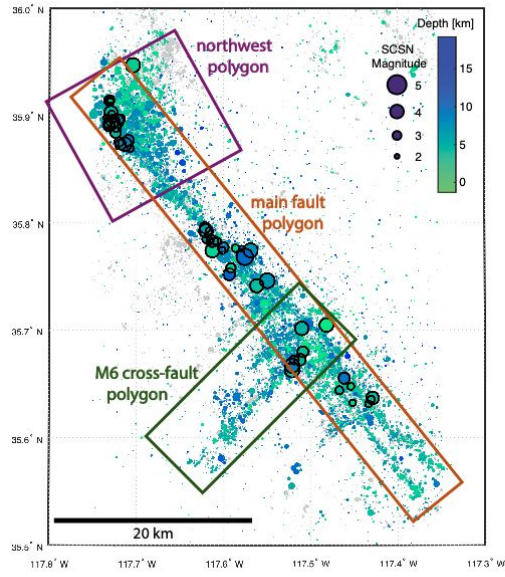 36.0° N
35.9° N
35.8° N
35.7° N
35.6° N
35.5° N
117.8° W
117.7° W
117.6° W
117.5° W
117.4° W
117.3° W
northwest
polygon
main fault
polygon
M6 cross-fault
polygon
20 km
SCSN
Magnitude
5
4
3
2
Depth [km]
15
10
5
0